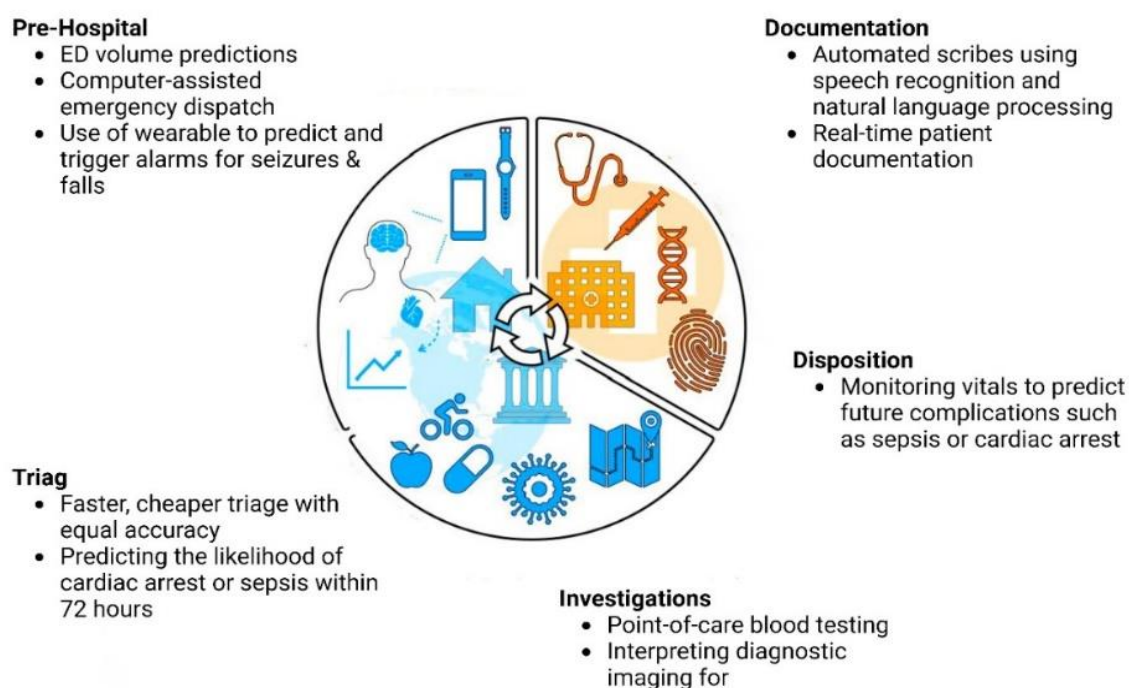 Pre-Hospital
• ED volume predictions
• Computer-assisted
emergency dispatch
• Use of wearable to predict and
trigger alarms for seizures &
falls
Documentation
• Automated scribes using
speech recognition and
natural language processing
• Real-time patient
documentation
Disposition
• Monitoring vitals to predict
future complications such
as sepsis or cardiac arrest
Triag
• Faster, cheaper triage with
equal accuracy
• Predicting the likelihood of
cardiac arrest or sepsis within
72 hours
Investigations
• Point-of-care blood testing
• Interpreting diagnostic
imaging for